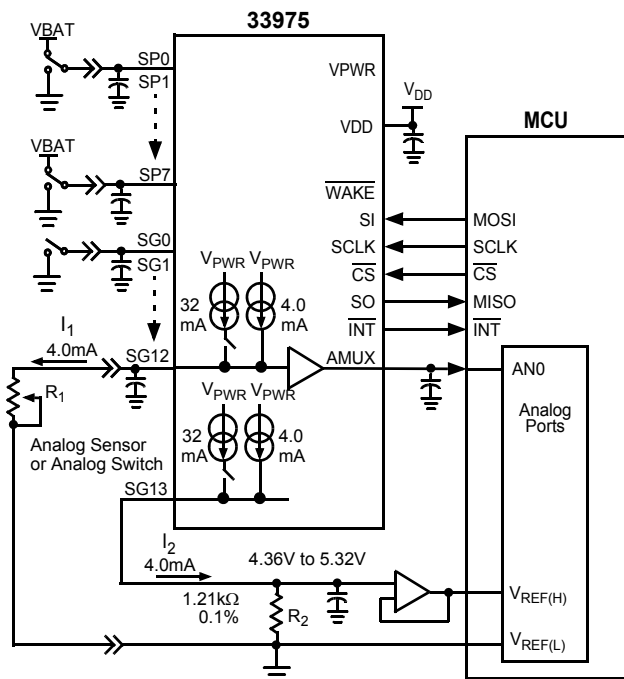 33975
VBAT
SP0
SP1
VPWR
VDD
VDD
MCU
VBAT
SP7
WAKE
SI
MOSI
SG0
SCLK
SCLK
SG1
CS
CS
VPWR VPWR
SO
MISO
32 mA
4.0 mA
INT
INT
I1
4.0mA
SG12
AMUX
AN0
R1
VPWR VPWR
Analog Ports
Analog Sensor
or Analog Switch
32 mA
4.0 mA
SG13
I2
4.0mA
4.36V to 5.32V
1.21kΩ
0.1%
R2
VREF(H)
VREF(L)